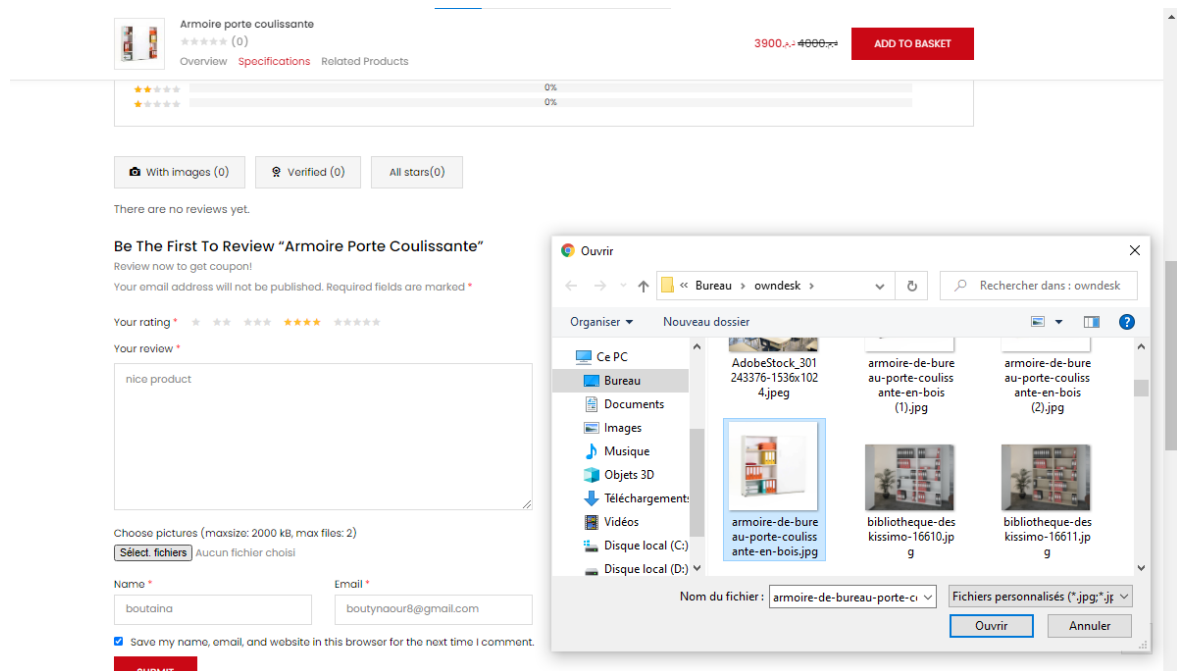 Armoire porte coulissante
(0)
Overview Specifications Related Products
3900.د.م 4000.د.م ADD TO BASKET
0%
0%
With images (0) Verified (0) All stars(0)
There are no reviews yet.
Be The First To Review “Armoire Porte Coulissante”
Review now to get coupon!
Your email address will not be published. Required fields are marked *
Your rating *
Your review *
nice product
Choose pictures (maxsize: 2000 kB, max files: 2)
Sélect. fichiers Aucun fichier choisi
Name * Email *
boutaina boutynaour8@gmail.com
Save my name, email, and website in this browser for the next time I comment.
SUBMIT
Ouvrir
« Bureau > owndesk > Rechercher dans : owndesk
Organiser Nouveau dossier
Ce PC
Bureau
Documents
Images
Musique
Objets 3D
Téléchargements
Vidéos
Disque local (C:)
Disque local (D:)
AdobeStock_301
243376-1536x102
4.jpeg
armoire-de-bure
au-porte-couliss
ante-en-bois
(1).jpg
armoire-de-bure
au-porte-couliss
ante-en-bois
(2).jpg
armoire-de-bure
au-porte-couliss
ante-en-bois.jpg
bibliotheque-des
kissimo-16610.jp
g
bibliotheque-des
kissimo-16611.jp
g
Nom du fichier : armoire-de-bureau-porte-c Fichiers personnalisés (*.jpg;*.jp
Ouvrir Annuler